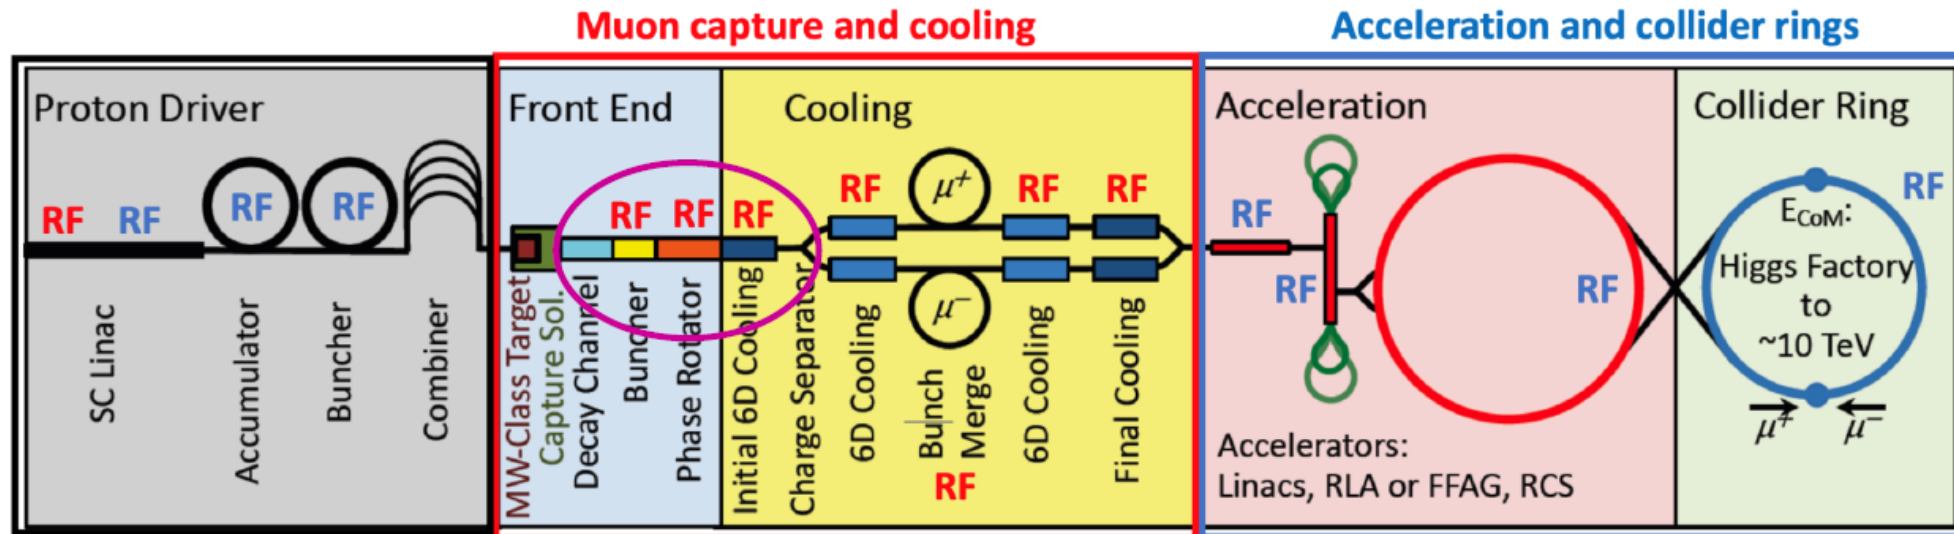 Muon capture and cooling
Acceleration and collider rings
Proton Driver
RF RF
RF
RF
SC Linac
Accumulator
Buncher
Combiner
Front End
RF RF
MW-Class Target
Capture Sol.
Decay Channel
Buncher
Phase Rotator
Cooling
RF
RF
μ+
RF
RF
μ−
Initial 6D Cooling
Charge Separator
6D Cooling
Bunch
Merge
RF
6D Cooling
Final Cooling
Acceleration
RF
RF
RF
Accelerators:
Linacs, RLA or FFAG, RCS
Collider Ring
RF
ECoM:
Higgs Factory
to
~10 TeV
μ+ μ−